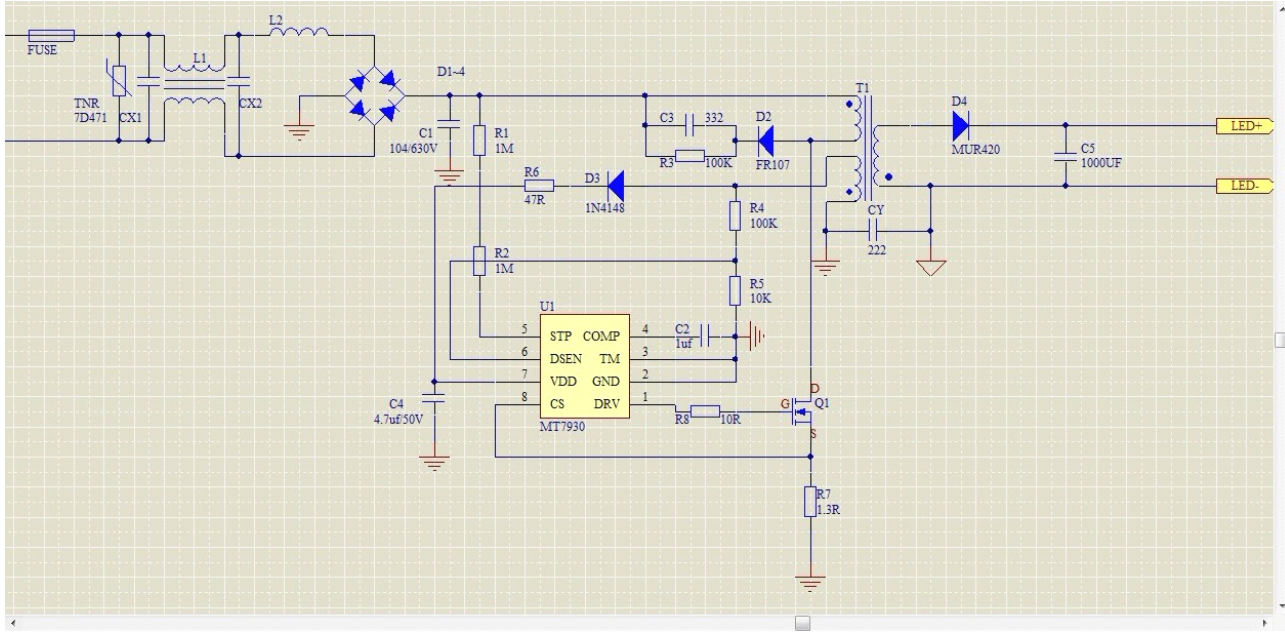 FUSE
L2
L1
TNR
7D471
CX1
CX2
D1~4
C1
104/630V
R1
1M
C3
332
R3
100K
D2
FR107
T1
D4
MUR420
C5
1000UF
LED+
LED-
R6
47R
D3
1N4148
R4
100K
CY
222
R2
1M
R5
10K
U1
5 STP COMP 4
6 DSEN TM 3
7 VDD GND 2
8 CS DRV 1
MT7930
C2
1uf
C4
4.7uf/50V
R8
10R
G
D
Q1
S
R7
1.3R